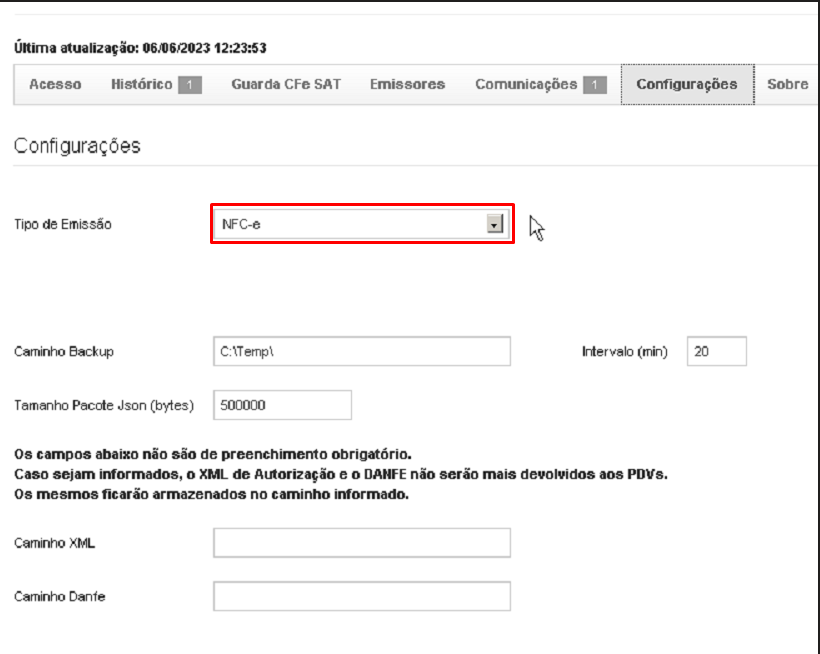 Última atualização: 06/06/2023 12:23:53
Acesso Histórico 1 Guarda CFe SAT Emissores Comunicações 1 Configurações Sobre
Configurações
Tipo de Emissão NFC-e
Caminho Backup C:\Temp\ Intervalo (min) 20
Tamanho Pacote Json (bytes) 500000
Os campos abaixo não são de preenchimento obrigatório.
Caso sejam informados, o XML de Autorização e o DANFE não serão mais devolvidos aos PDVs.
Os mesmos ficarão armazenados no caminho informado.
Caminho XML
Caminho Danfe